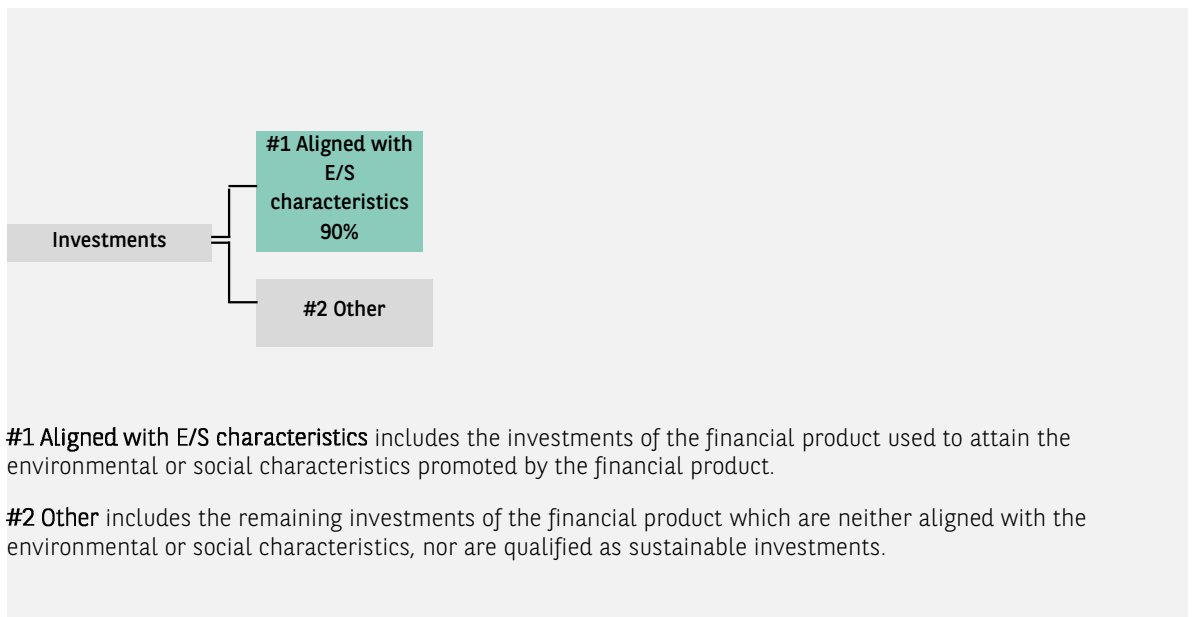 #1 Aligned with
E/S
characteristics
90%
Investments
#2 Other
#1 Aligned with E/S characteristics includes the investments of the financial product used to attain the
environmental or social characteristics promoted by the financial product.
#2 Other includes the remaining investments of the financial product which are neither aligned with the
environmental or social characteristics, nor are qualified as sustainable investments.